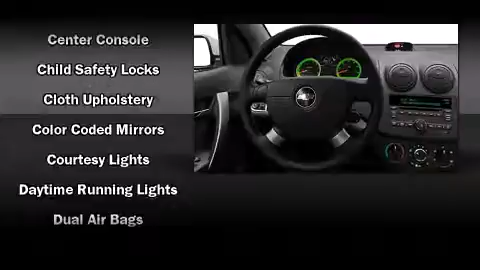 Center Console
Child Safety Locks
Cloth Upholstery
Color Coded Mirrors
Courtesy Lights
Daytime Running Lights
Dual Air Bags